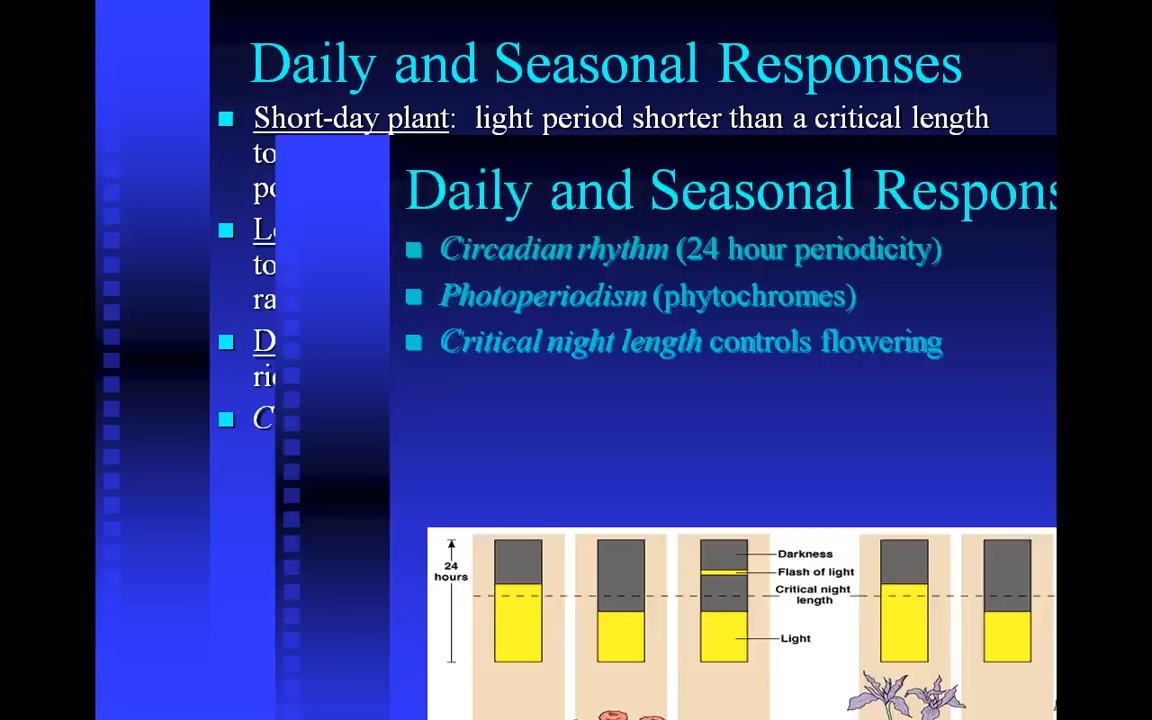 Daily and Seasonal Responses
Short-day plant: light period shorter than a critical length
to
po
Daily and Seasonal Respons
Circadian rhythm (24 hour periodicity)
Photoperiodism (phytochromes)
Critical night length controls flowering
to
ra
D
C
24
hours
Darkness
Flash of light
Critical night
length
Light